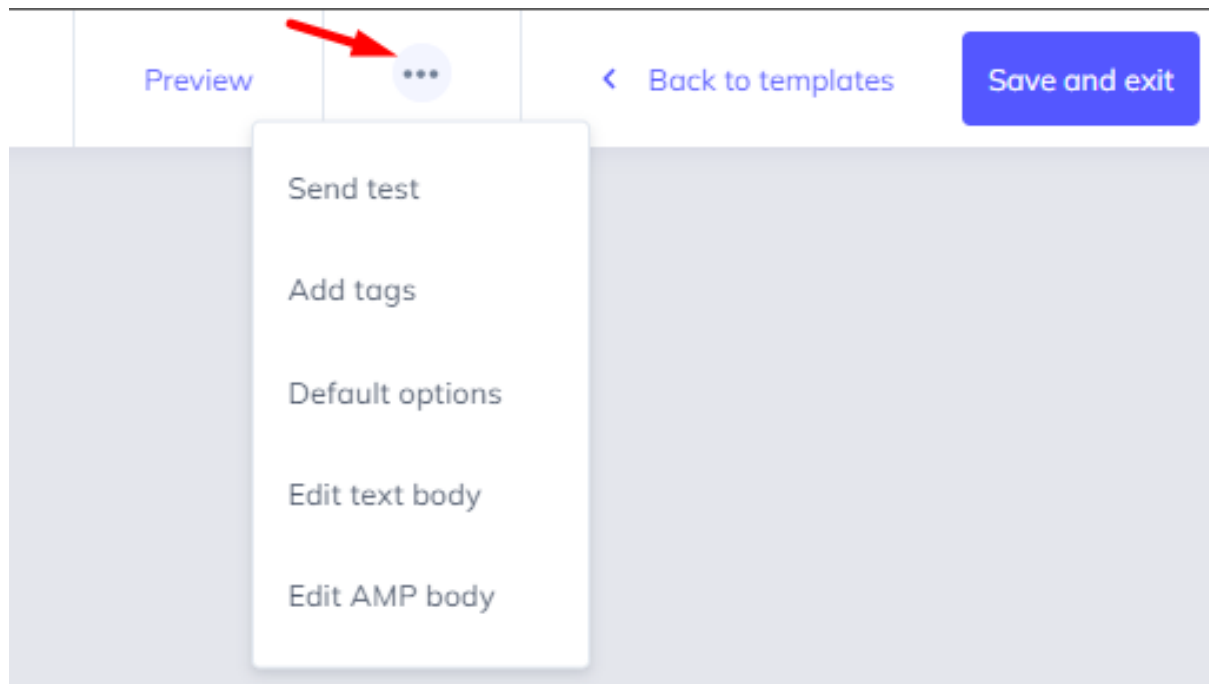 Preview
Back to templates
Save and exit
Send test
Add tags
Default options
Edit text body
Edit AMP body